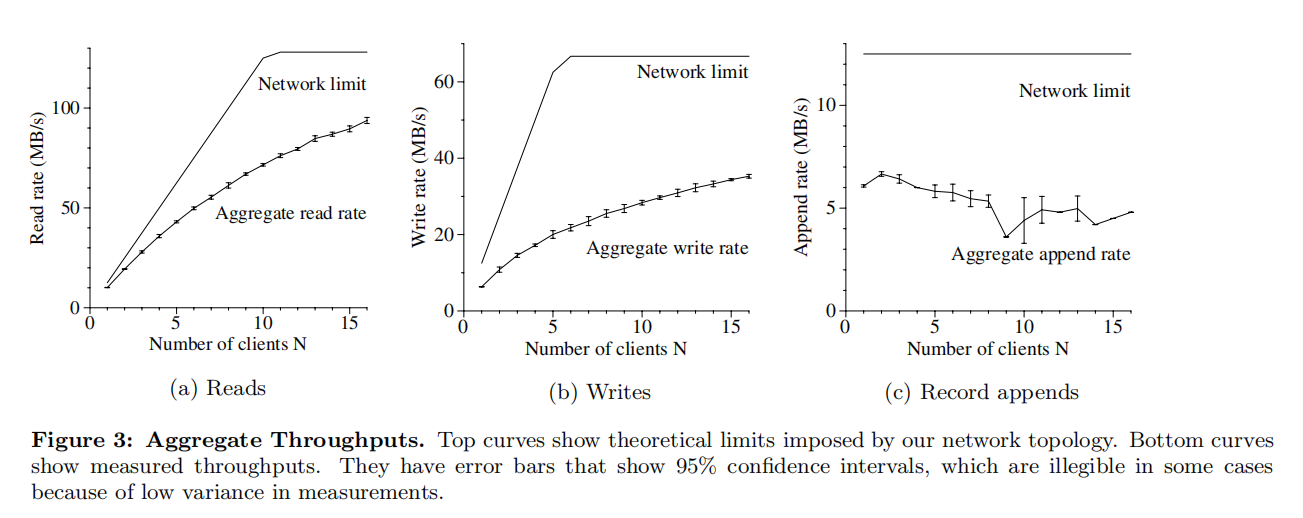 Read rate (MB/s)
100
50
0
Network limit
Aggregate read rate
0
5
10
15
Number of clients N
(a) Reads
Write rate (MB/s)
60
40
20
0
Network limit
Aggregate write rate
0
5
10
15
Number of clients N
(b) Writes
Append rate (MB/s)
10
5
0
Network limit
Aggregate append rate
0
5
10
15
Number of clients N
(c) Record appends
Figure 3: Aggregate Throughputs. Top curves show theoretical limits imposed by our network topology. Bottom curves
show measured throughputs. They have error bars that show 95% confidence intervals, which are illegible in some cases
because of low variance in measurements.